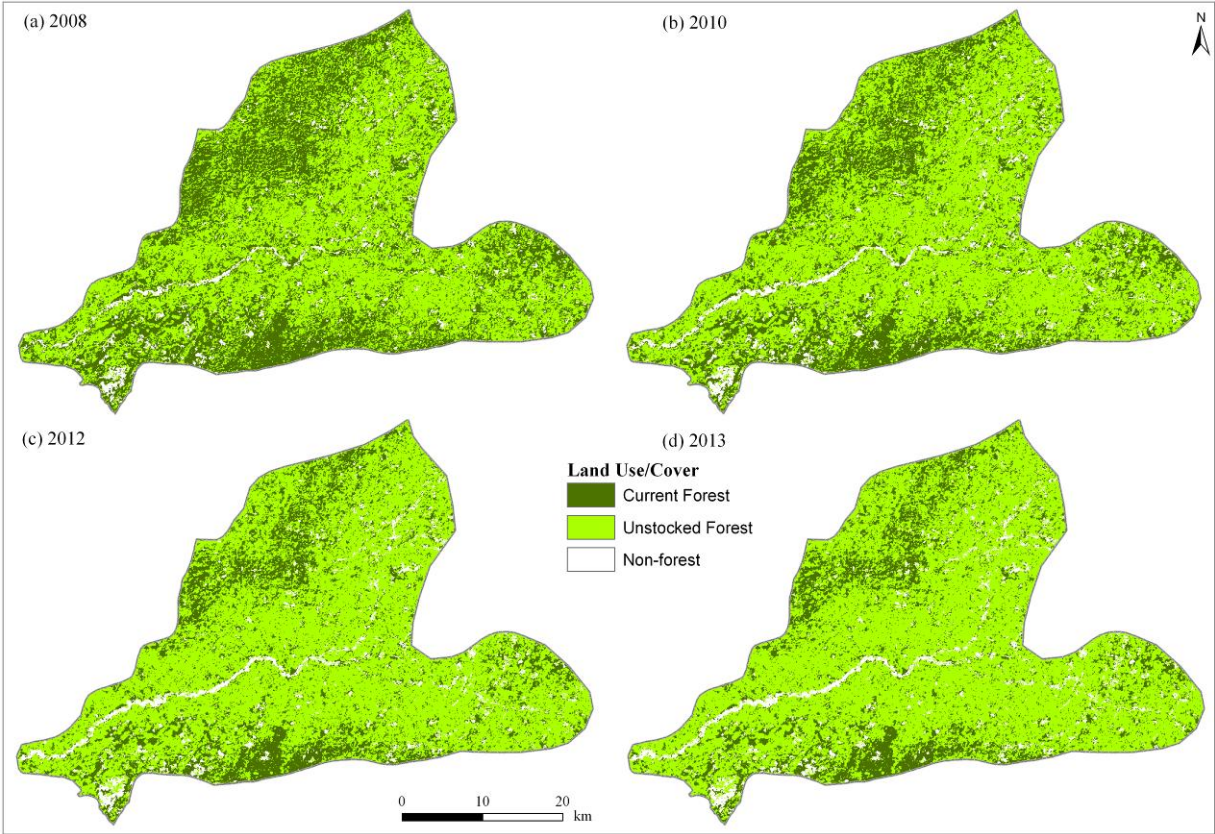 (a) 2008
(b) 2010
N
(c) 2012
(d) 2013
Land Use/Cover
Current Forest
Unstocked Forest
Non-forest
0 10 20
km